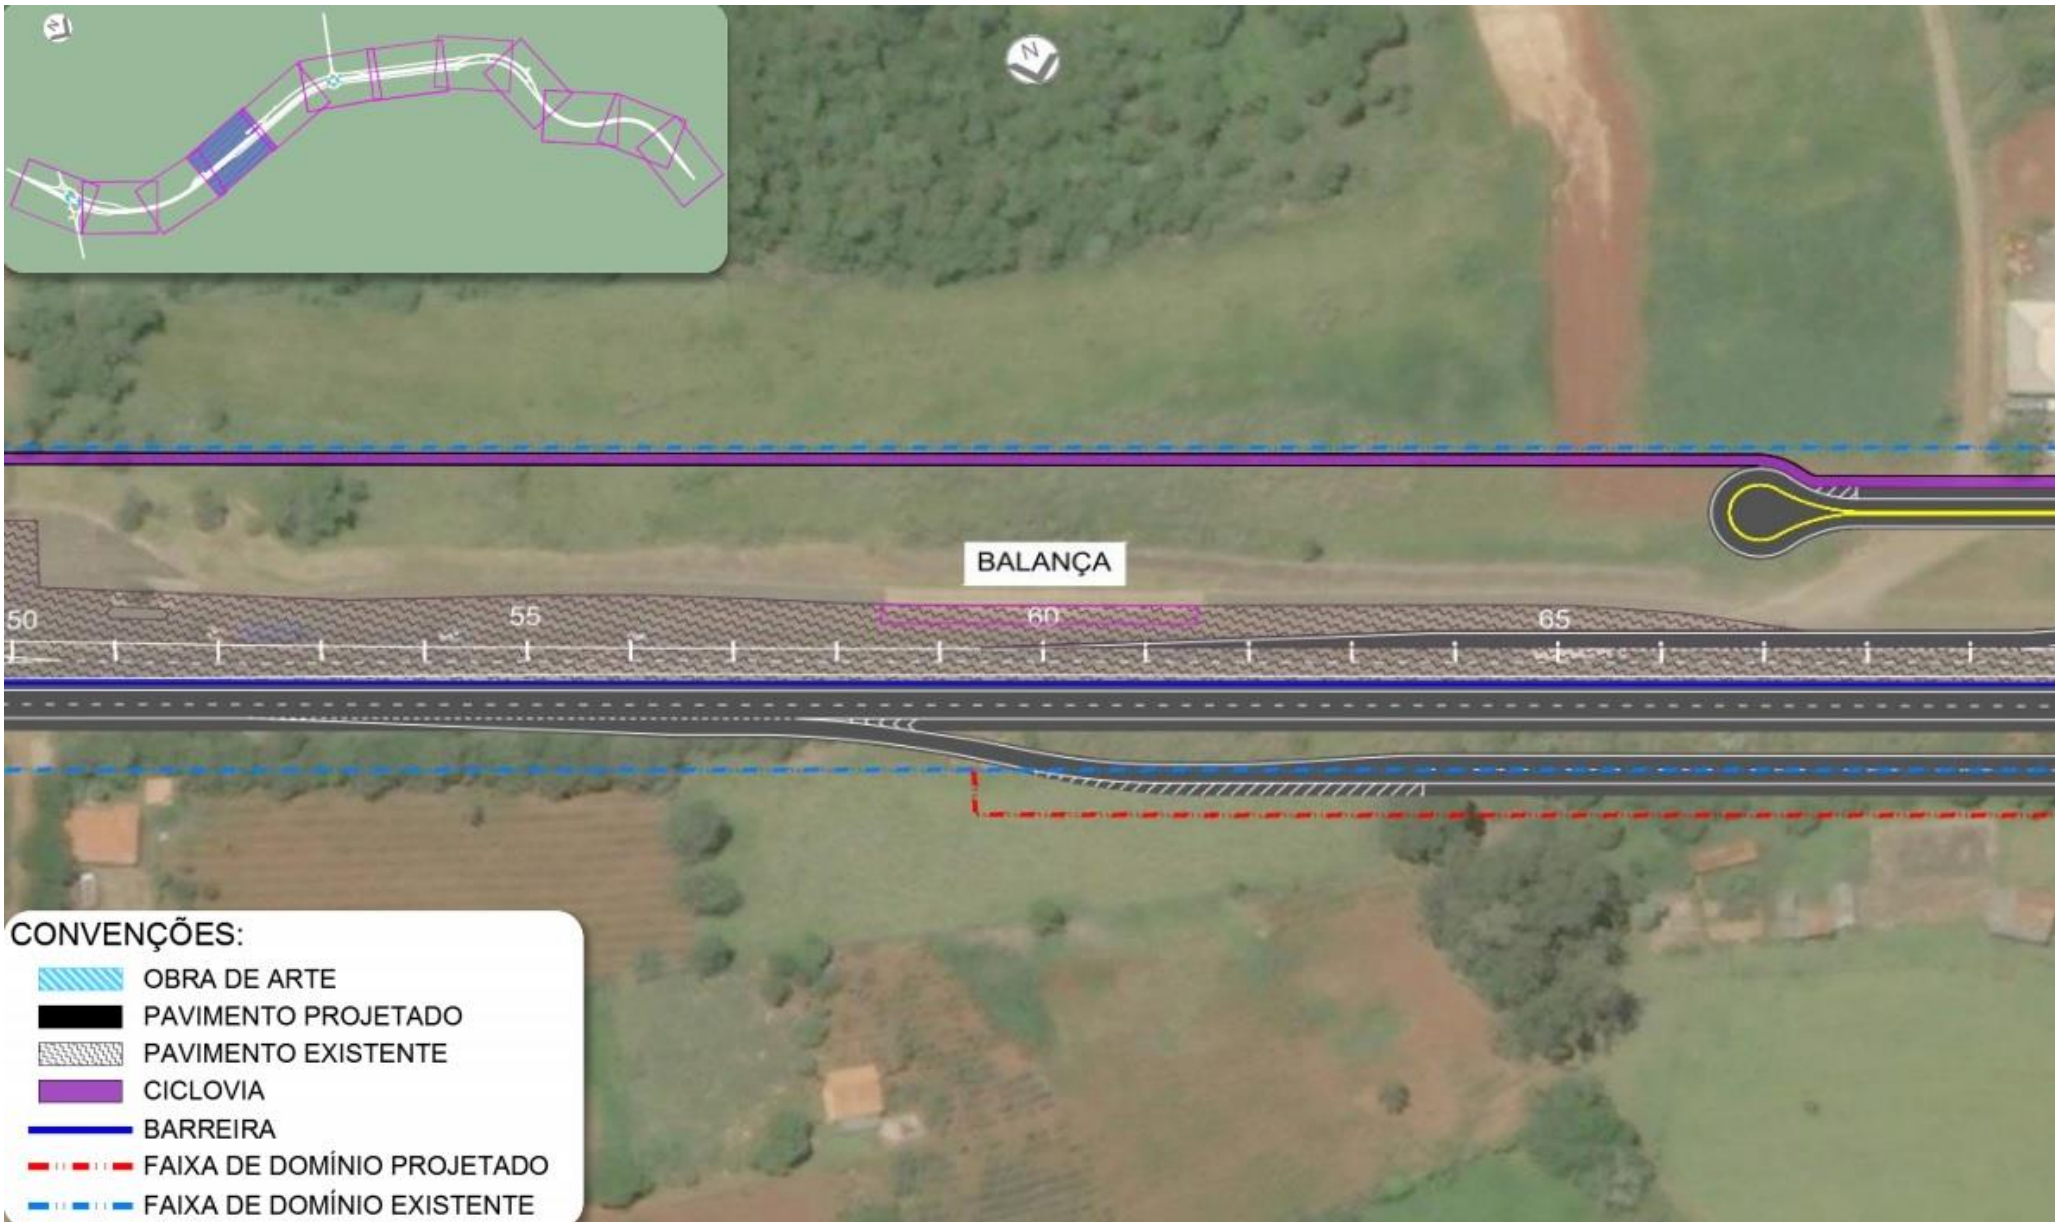 N
N
BALANÇA
50
55
60
65
CONVENÇÕES:
OBRA DE ARTE
PAVIMENTO PROJETADO
PAVIMENTO EXISTENTE
CICLOVIA
BARREIRA
FAIXA DE DOMÍNIO PROJETADO
FAIXA DE DOMÍNIO EXISTENTE